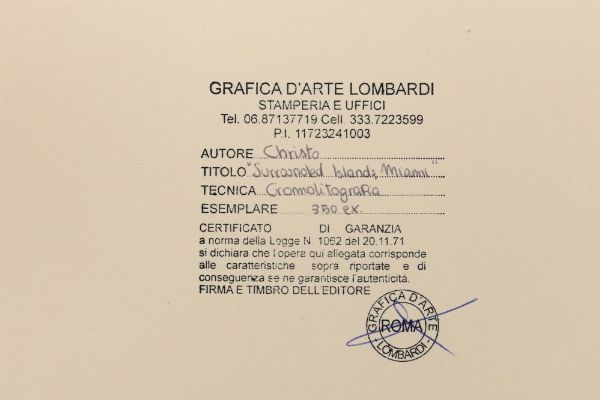 GRAFICA D'ARTE LOMBARDI
STAMPERIA E UFFICI
Tel. 06.87137719 Cell. 333.7223599
P.I. 11723241003
AUTORE Christo
TITOLO "Surrounded Islands, Miami"
TECNICA Cromolitografia
ESEMPLARE 350 ex.
CERTIFICATO DI GARANZIA
a norma della Legge N. 1062 del 20.11.71
si dichiara che l'opera qui allegata corrisponde
alle caratteristiche sopra riportate e di
conseguenza se ne garantisce l'autenticità.
FIRMA E TIMBRO DELL'EDITORE
GRAFICA D'ARTE
ROMA
LOMBARDI